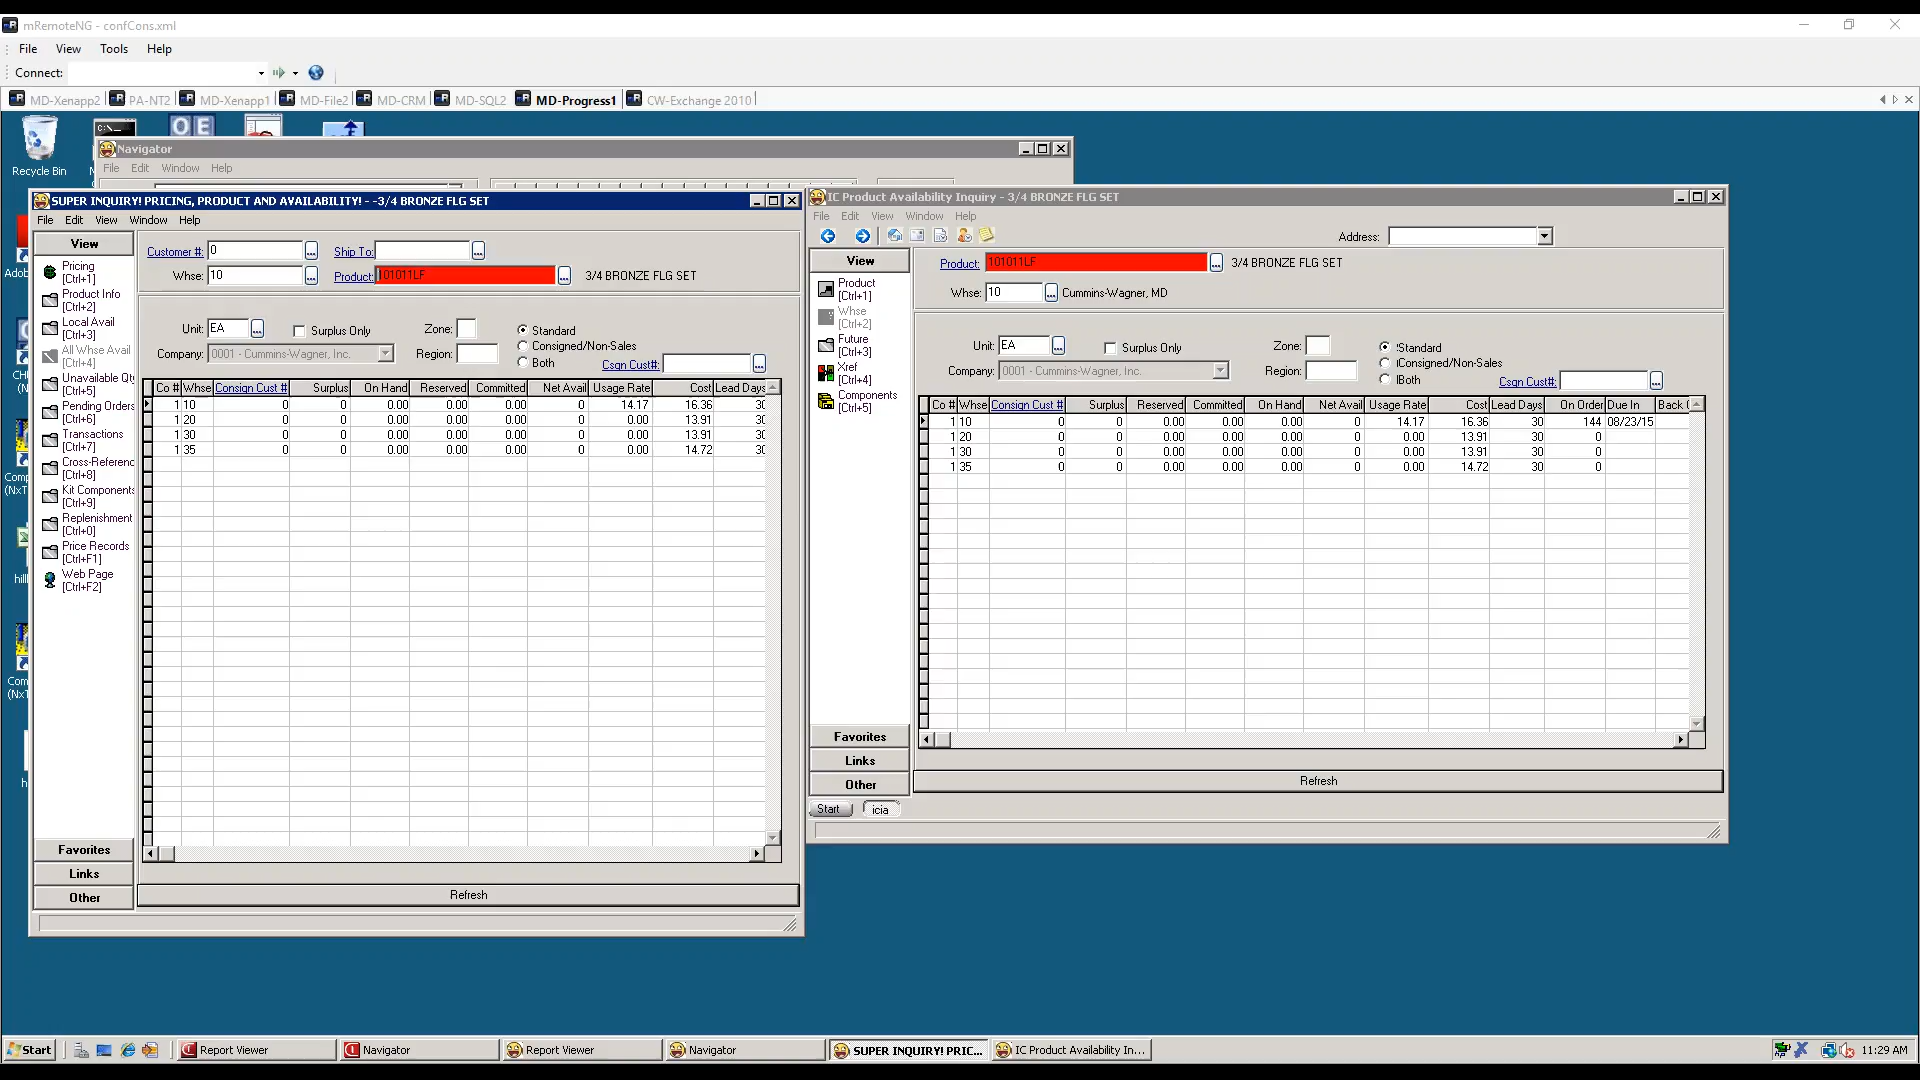 mRemoteNG - confCons.xml
File View Tools Help
Connect:
MD-Xenapp2 PA-NT2 MD-Xenapp1 MD-File2 MD-CRM MD-SQL2 MD-Progress1 CW-Exchange 2010
Recycle Bin
Navigator
File Edit Window Help
SUPER INQUIRY! PRICING, PRODUCT AND AVAILABILITY! - -3/4 BRONZE FLG SET
File Edit View Window Help
View
Pricing
[Ctrl+1]
Product Info
[Ctrl+2]
Local Avail
[Ctrl+3]
All Whse Avail
[Ctrl+4]
Unavailable Qty
[Ctrl+5]
Pending Orders
[Ctrl+6]
Transactions
[Ctrl+7]
Cross-Referenc
[Ctrl+8]
Kit Components
[Ctrl+9]
Replenishment
[Ctrl+0]
Price Records
[Ctrl+F1]
Web Page
[Ctrl+F2]
Favorites
Links
Other
Customer #: 0 ... Ship To: ...
Whse: 10 ... Product: 101011LF ... 3/4 BRONZE FLG SET
Unit: EA ... Surplus Only Zone: Standard
Company: 0001 - Cummins-Wagner, Inc. Region: Consigned/Non-Sales
Both Csgn Cust#: ...
Co # Whse Consign Cust # Surplus On Hand Reserved Committed Net Avail Usage Rate Cost Lead Days
1 10 0 0 0.00 0.00 0.00 0 14.17 16.36 30
1 20 0 0 0.00 0.00 0.00 0 0.00 13.91 30
1 30 0 0 0.00 0.00 0.00 0 0.00 13.91 30
1 35 0 0 0.00 0.00 0.00 0 0.00 14.72 30
Refresh
IC Product Availability Inquiry - 3/4 BRONZE FLG SET
File Edit View Window Help
Address:
View
Product
[Ctrl+1]
Whse
[Ctrl+2]
Future
[Ctrl+3]
Xref
[Ctrl+4]
Components
[Ctrl+5]
Favorites
Links
Other
Product: 101011LF ... 3/4 BRONZE FLG SET
Whse: 10 ... Cummins-Wagner, MD
Unit: EA ... Surplus Only Zone: !Standard
Company: 0001 - Cummins-Wagner, Inc. Region: !Consigned/Non-Sales
!Both Csgn Cust#: ...
Co # Whse Consign Cust # Surplus Reserved Committed On Hand Net Avail Usage Rate Cost Lead Days On Order Due In Back
1 10 0 0 0.00 0.00 0.00 0 14.17 16.36 30 144 08/23/15
1 20 0 0 0.00 0.00 0.00 0 0.00 13.91 30 0
1 30 0 0 0.00 0.00 0.00 0 0.00 13.91 30 0
1 35 0 0 0.00 0.00 0.00 0 0.00 14.72 30 0
Refresh
Start icia
Start Report Viewer Navigator Report Viewer Navigator SUPER INQUIRY! PRIC... IC Product Availability In... 11:29 AM